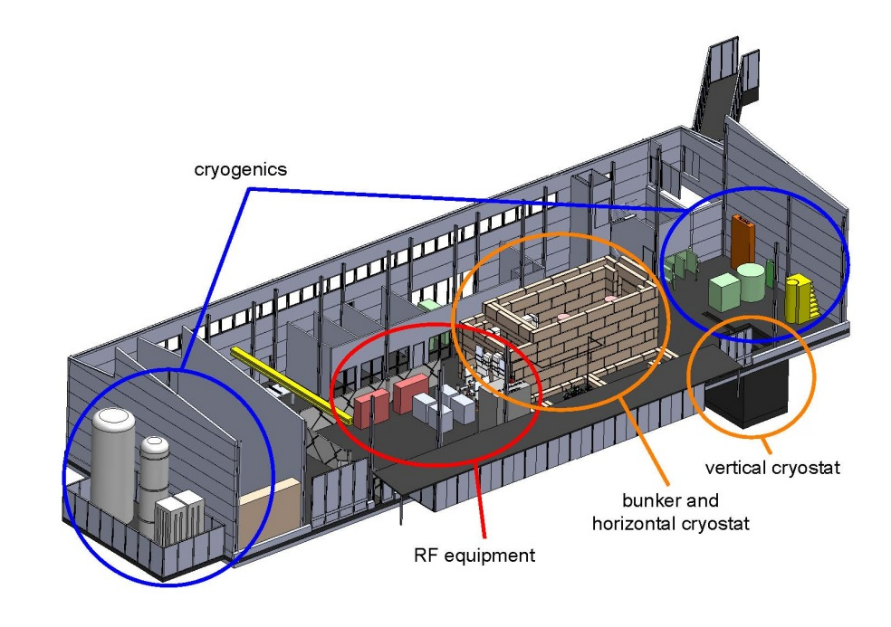 cryogenics
vertical cryostat
bunker and
horizontal cryostat
RF equipment